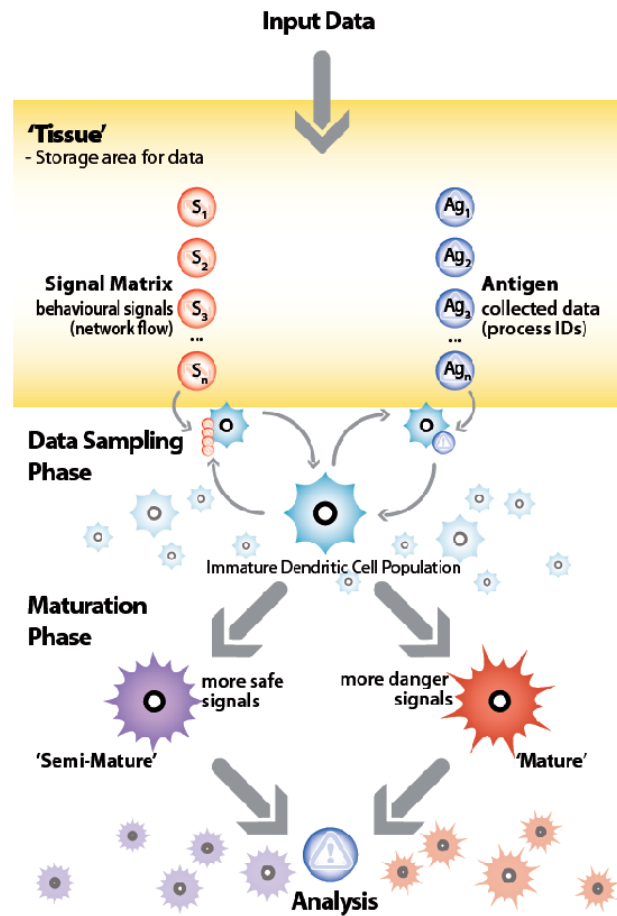 Input Data
'Tissue'
- Storage area for data
S1
S2
S3
...
Sn
Signal Matrix
behavioural signals
(network flow)
Ag1
Ag2
Ag3
...
Agn
Antigen
collected data
(process IDs)
Data Sampling
Phase
Immature Dendritic Cell Population
Maturation
Phase
more safe
signals
more danger
signals
'Semi-Mature'
'Mature'
Analysis